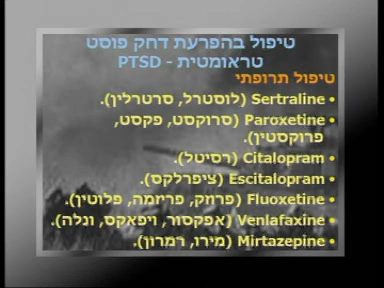 טיפול בהפרעת דחק פוסט
טראומטית - PTSD
טיפול תרופתי
• Sertraline (לוסטרל, סרטרלין).
• Paroxetine (סרוקסט, פקסט,
פרוקסטין).
• Citalopram (רסיטל).
• Escitalopram (ציפרלקס).
• Fluoxetine (פרוזק, פריזמה, פלוטין).
• Venlafaxine (אפקסור, ויפאקס, ונלה).
• Mirtazepine (מירו, רמרון).